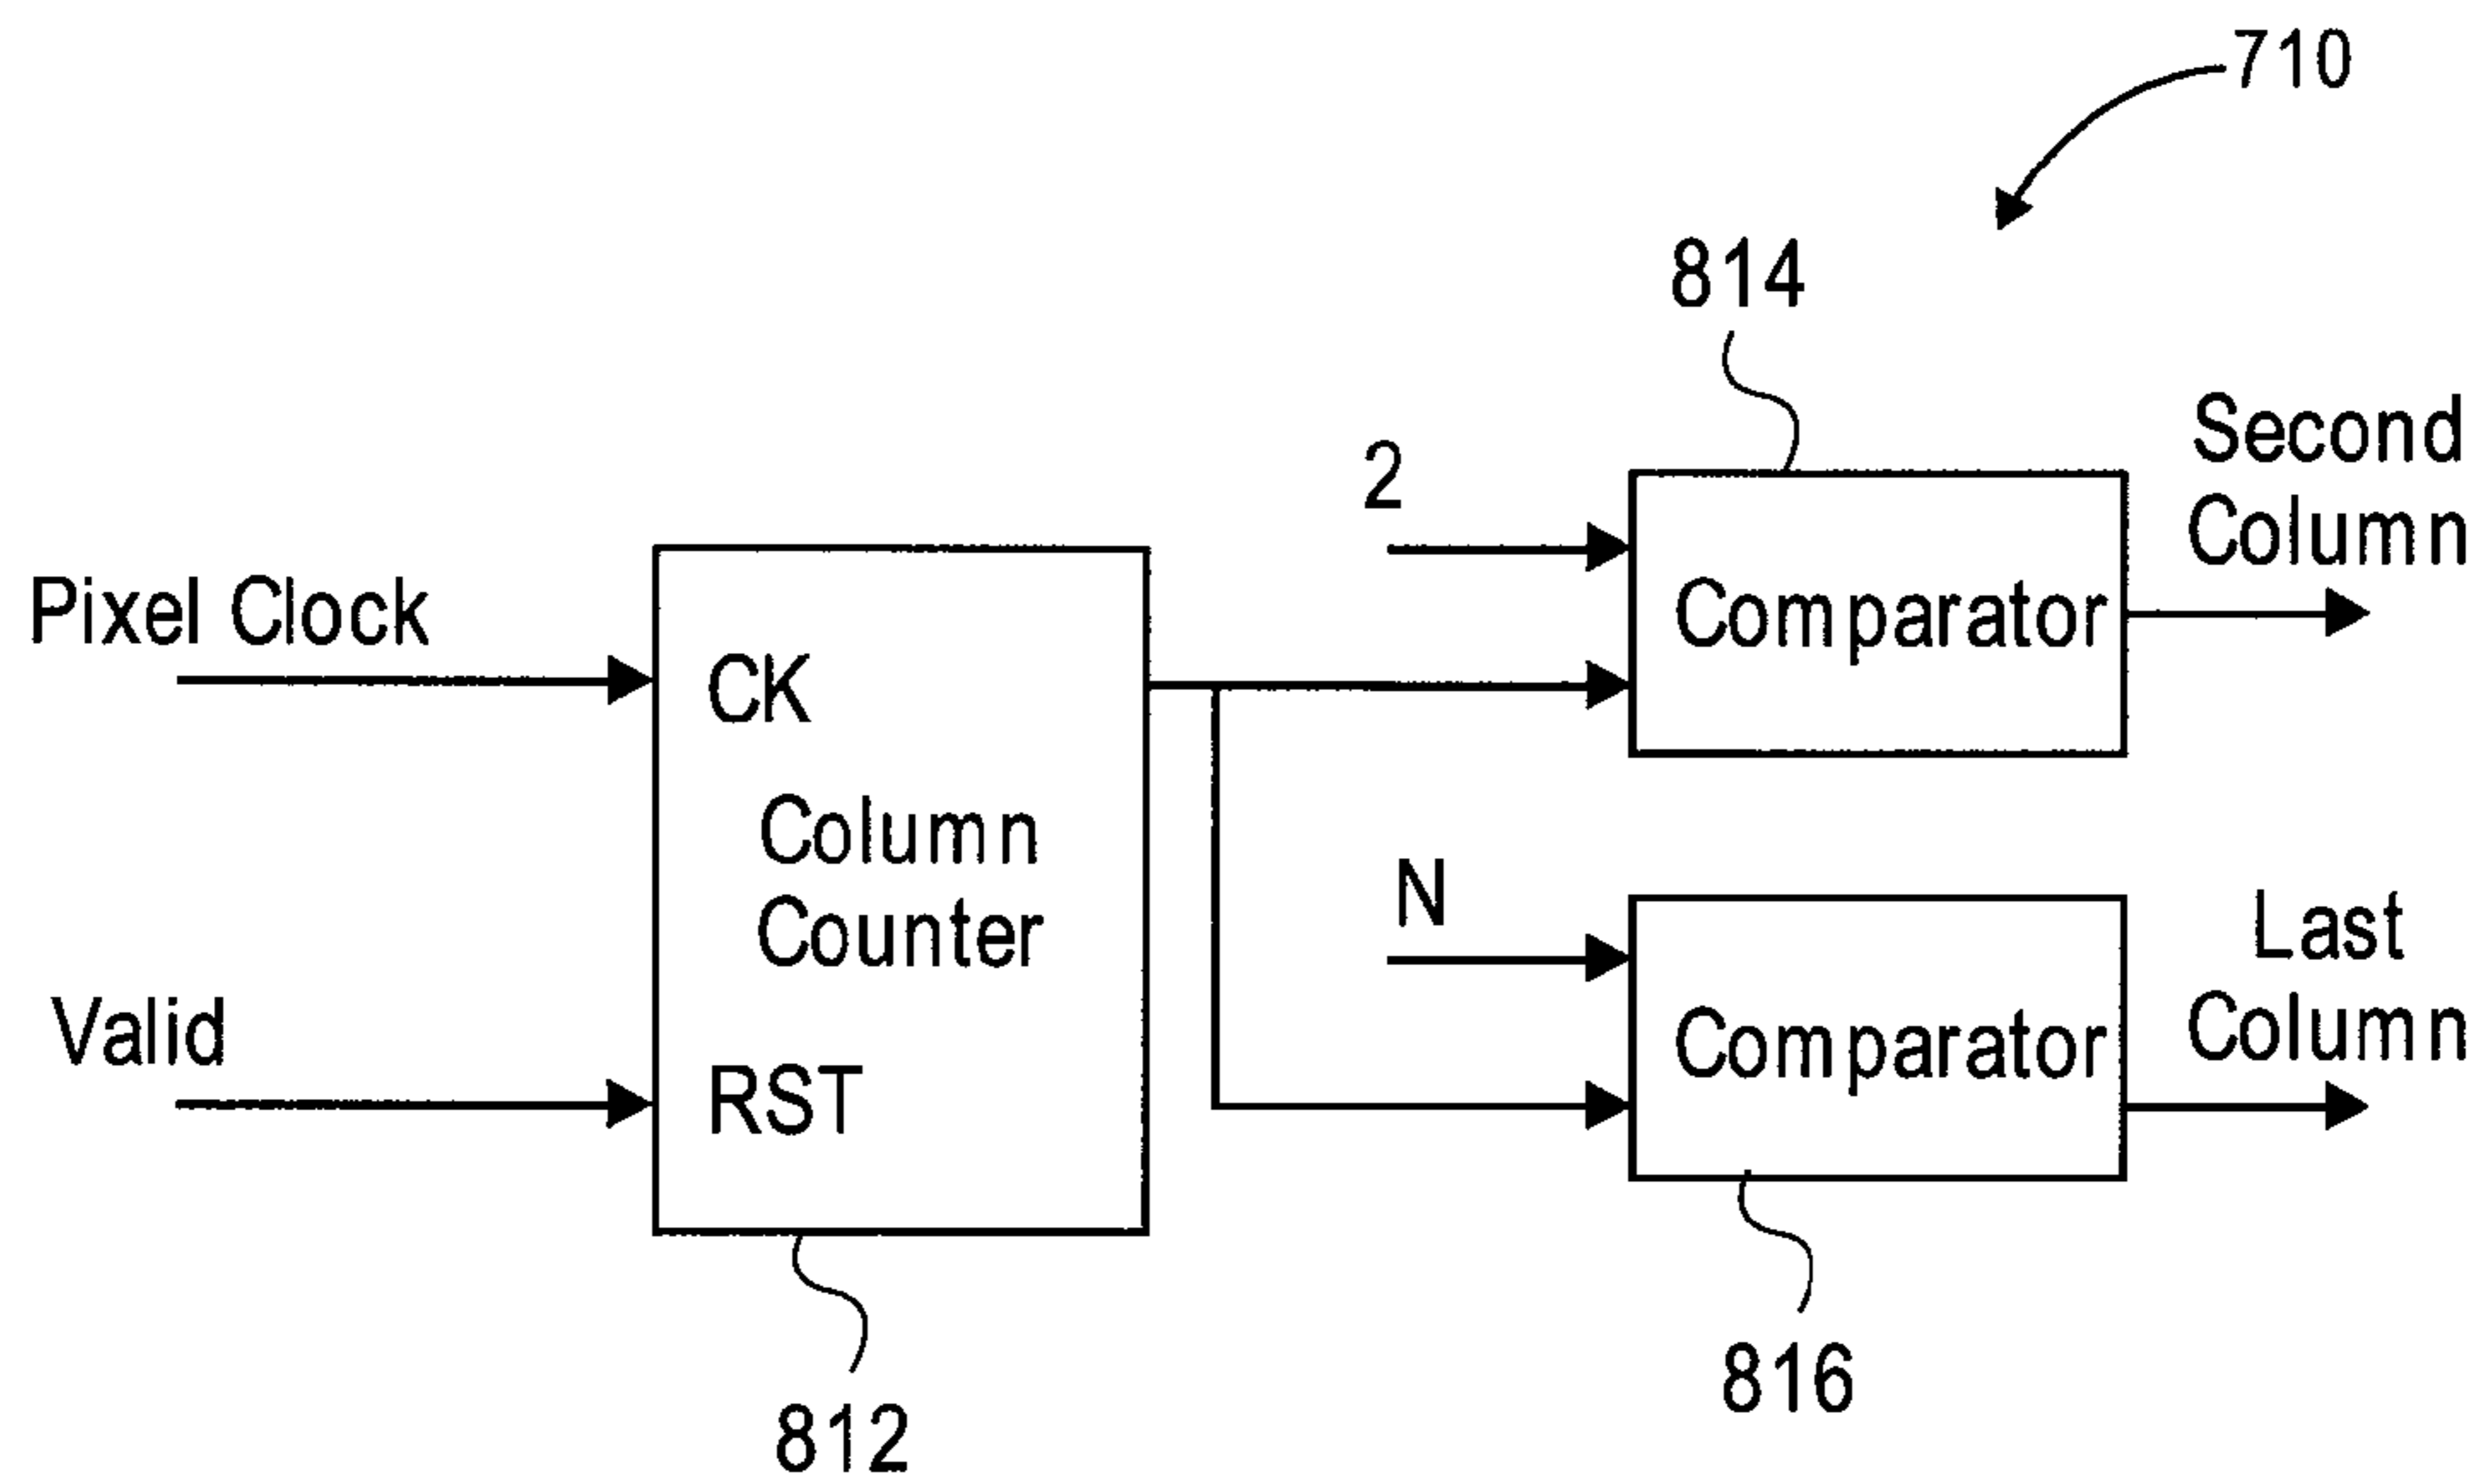 710
814
2
Second
Column
Comparator
Pixel Clock
CK
Column
Counter
N
Last
Column
Comparator
Valid
RST
816
812